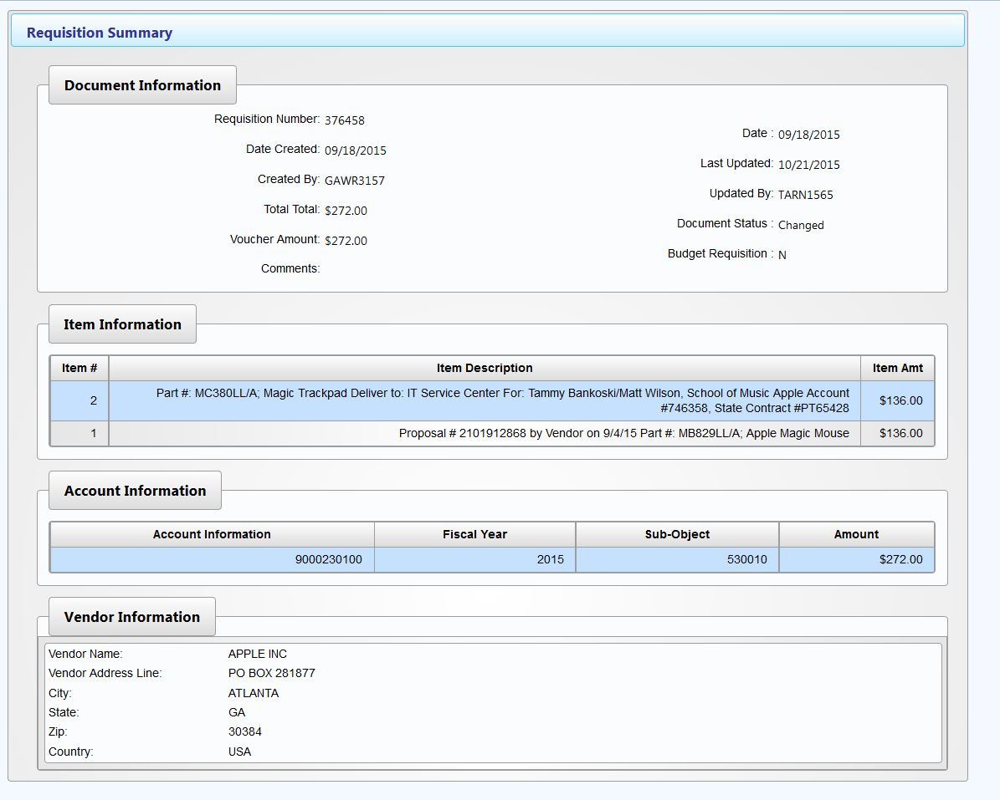 Requisition Summary
Document Information
Requisition Number: 376458
Date Created: 09/18/2015
Created By: GAWR3157
Total Total: $272.00
Voucher Amount: $272.00
Comments:
Date : 09/18/2015
Last Updated: 10/21/2015
Updated By: TARN1565
Document Status : Changed
Budget Requisition : N
Item Information
Item # Item Description Item Amt
2 Part #: MC380LL/A; Magic Trackpad Deliver to: IT Service Center For: Tammy Bankoski/Matt Wilson, School of Music Apple Account $136.00
#746358, State Contract #PT65428
1 Proposal # 2101912868 by Vendor on 9/4/15 Part #: MB829LL/A; Apple Magic Mouse $136.00
Account Information
Account Information Fiscal Year Sub-Object Amount
9000230100 2015 530010 $272.00
Vendor Information
Vendor Name: APPLE INC
Vendor Address Line: PO BOX 281877
City: ATLANTA
State: GA
Zip: 30384
Country: USA